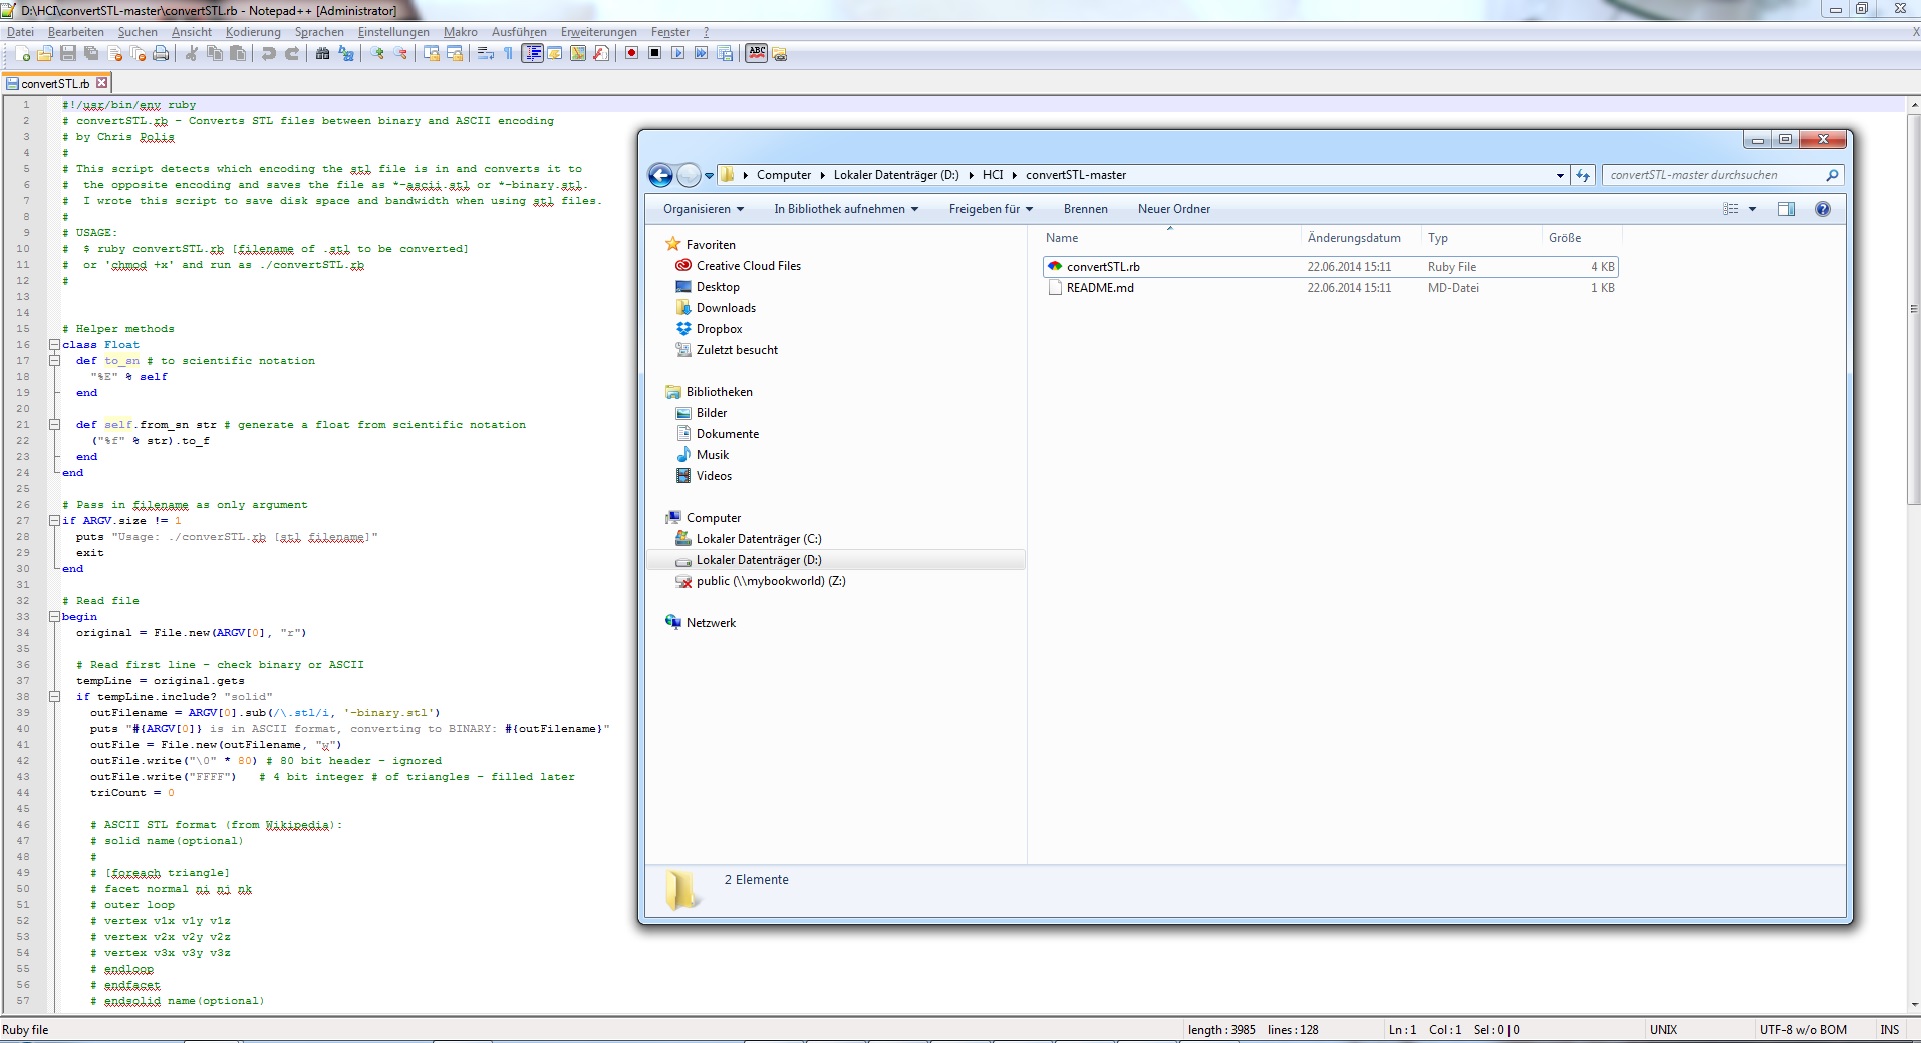 D:\HCI\convertSTL-master\convertSTL.rb - Notepad++ [Administrator]
Datei Bearbeiten Suchen Ansicht Kodierung Sprachen Einstellungen Makro Ausführen Erweiterungen Fenster ?
convertSTL.rb
1 #!/usr/bin/env ruby
2 # convertSTL.rb - Converts STL files between binary and ASCII encoding
3 # by Chris Polis
4 #
5 # This script detects which encoding the stl file is in and converts it to
6 #  the opposite encoding and saves the file as *-ascii.stl or *-binary.stl.
7 #  I wrote this script to save disk space and bandwidth when using stl files.
8 #
9 # USAGE:
10 #  $ ruby convertSTL.rb [filename of .stl to be converted]
11 #  or 'chmod +x' and run as ./convertSTL.rb
12 #
13
14
15 # Helper methods
16 class Float
17   def to_sn # to scientific notation
18     "%E" % self
19   end
20
21   def self.from_sn str # generate a float from scientific notation
22     ("%f" % str).to_f
23   end
24 end
25
26 # Pass in filename as only argument
27 if ARGV.size != 1
28   puts "Usage: ./converSTL.rb [stl filename]"
29   exit
30 end
31
32 # Read file
33 begin
34   original = File.new(ARGV[0], "r")
35
36   # Read first line - check binary or ASCII
37   tempLine = original.gets
38   if tempLine.include? "solid"
39     outFilename = ARGV[0].sub(/\.stl/i, '-binary.stl')
40     puts "#{ARGV[0]} is in ASCII format, converting to BINARY: #{outFilename}"
41     outFile = File.new(outFilename, "w")
42     outFile.write("\0" * 80) # 80 bit header - ignored
43     outFile.write("FFFF")   # 4 bit integer # of triangles - filled later
44     triCount = 0
45
46     # ASCII STL format (from Wikipedia):
47     # solid name(optional)
48     #
49     # [foreach triangle]
50     # facet normal ni nj nk
51     # outer loop
52     # vertex v1x v1y v1z
53     # vertex v2x v2y v2z
54     # vertex v3x v3y v3z
55     # endloop
56     # endfacet
57     # endsolid name(optional)
Ruby file length : 3985 lines : 128 Ln : 1 Col : 1 Sel : 0 | 0 UNIX UTF-8 w/o BOM INS
Computer Lokaler Datenträger (D:) HCI convertSTL-master
convertSTL-master durchsuchen
Organisieren In Bibliothek aufnehmen Freigeben für Brennen Neuer Ordner
Favoriten
Creative Cloud Files
Desktop
Downloads
Dropbox
Zuletzt besucht
Bibliotheken
Bilder
Dokumente
Musik
Videos
Computer
Lokaler Datenträger (C:)
Lokaler Datenträger (D:)
public (\\mybookworld) (Z:)
Netzwerk
Name Änderungsdatum Typ Größe
convertSTL.rb 22.06.2014 15:11 Ruby File 4 KB
README.md 22.06.2014 15:11 MD-Datei 1 KB
2 Elemente